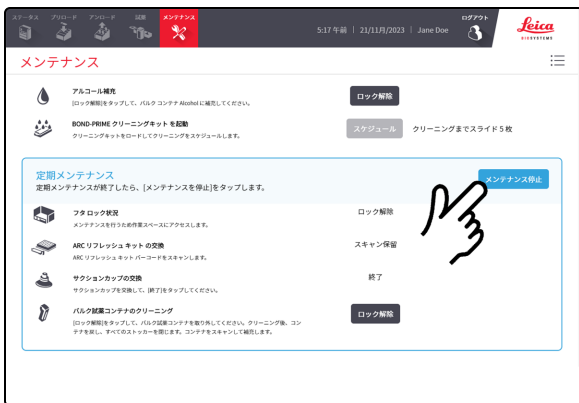 ステータス プリロード アンロード 試薬 メンテナンス
5:17 午前 | 21/11月/2023 | Jane Doe ログアウト
Leica
BIOSYSTEMS
メンテナンス
アルコール補充
[ロック解除]をタップして、バルク コンテナ Alcohol に補充してください。
ロック解除
BOND-PRIME クリーニングキット を起動
クリーニングキットをロードしてクリーニングをスケジュールします。
スケジュール クリーニングまでスライド 5 枚
定期メンテナンス
定期メンテナンスが終了したら、[メンテナンスを停止]をタップします。
メンテナンス停止
フタ ロック状況
メンテナンスを行うため作業スペースにアクセスします。
ロック解除
ARC リフレッシュ キット の交換
ARC リフレッシュ キット バーコードをスキャンします。
スキャン保留
サクションカップの交換
サクションカップを交換して、[終了]をタップしてください。
終了
バルク試薬コンテナのクリーニング
[ロック解除]をタップして、バルク試薬コンテナを取り外してください。クリーニング後、コン
テナを戻し、すべてのストッカーを閉じます。コンテナをスキャンして補充します。
ロック解除